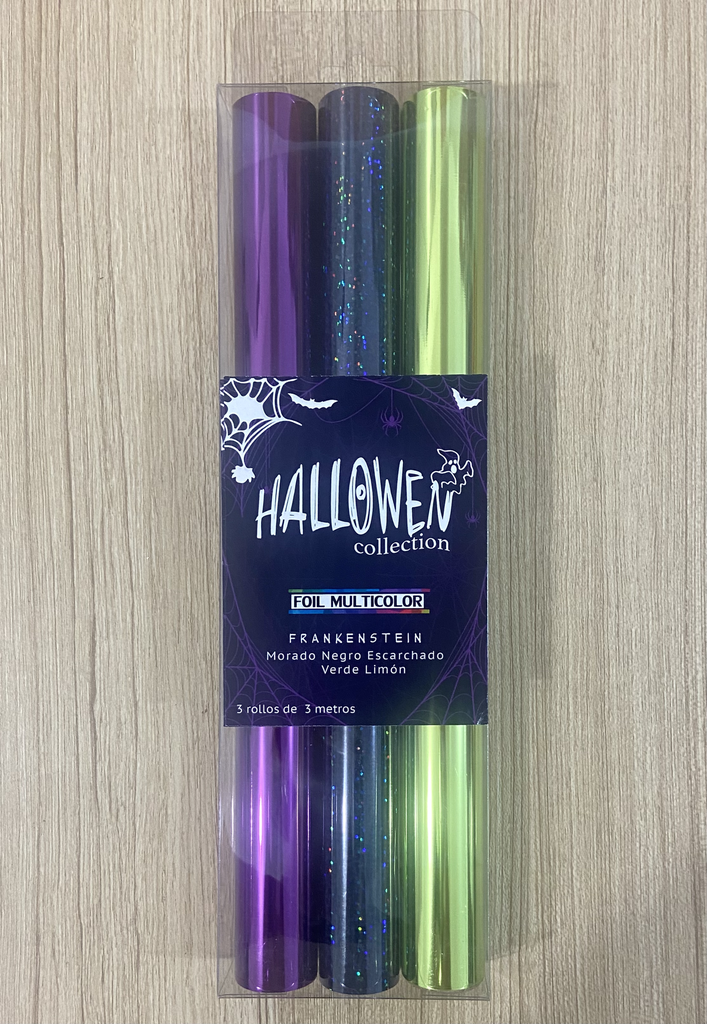 HALLOWEN
collection
FOIL MULTICOLOR
FRANKENSTEIN
Morado Negro Escarchado
Verde Limón
3 rollos de 3 metros